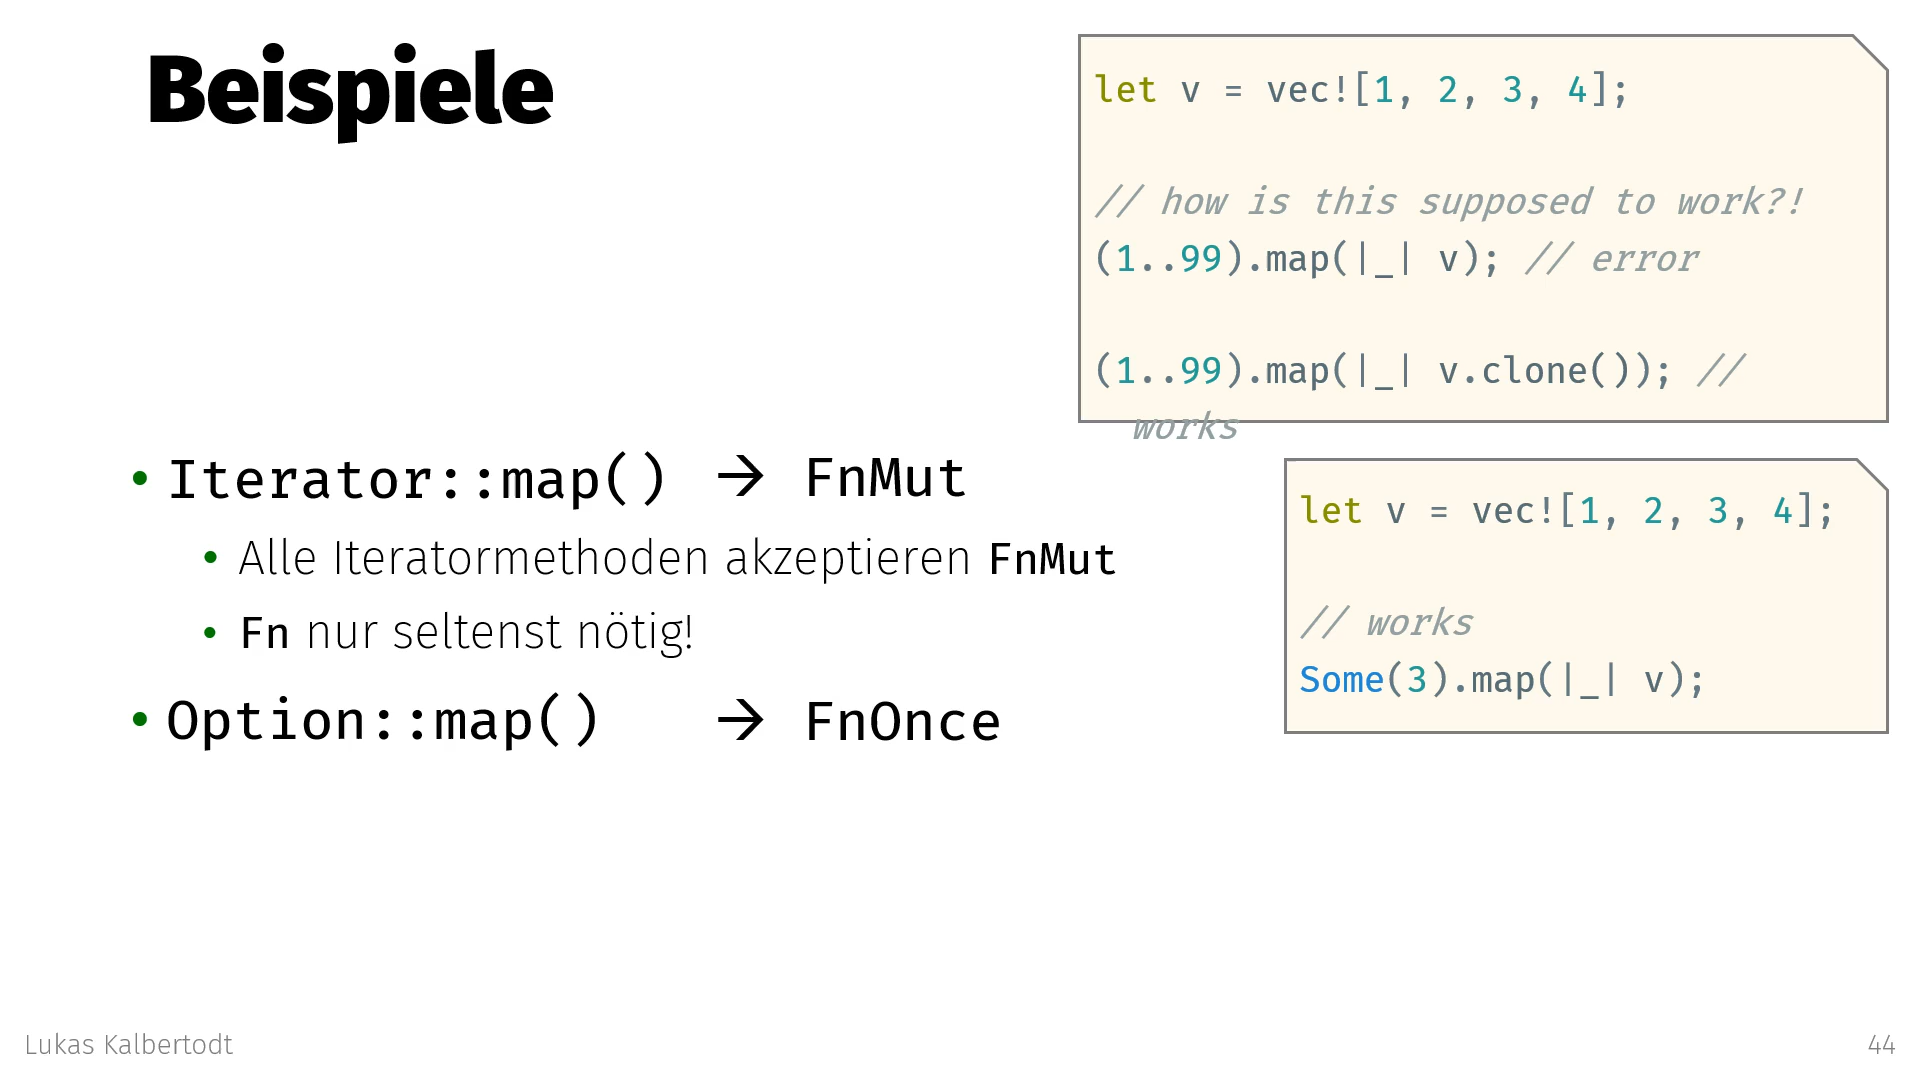 Beispiele
let v = vec![1, 2, 3, 4];
// how is this supposed to work?!
(1..99).map(|_| v); // error
(1..99).map(|_| v.clone()); //
works
• Iterator::map() → FnMut
• Alle Iteratormethoden akzeptieren FnMut
• Fn nur seltenst nötig!
• Option::map() → FnOnce
let v = vec![1, 2, 3, 4];
// works
Some(3).map(|_| v);
Lukas Kalbertodt
44